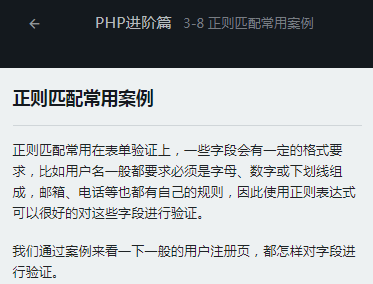 PHP进阶篇 3-8 正则匹配常用案例
正则匹配常用案例
正则匹配常用在表单验证上，一些字段会有一定的格式要
求，比如用户名一般都要求必须是字母、数字或下划线组
成，邮箱、电话等也都有自己的规则，因此使用正则表达式
可以很好的对这些字段进行验证。
我们通过案例来看一下一般的用户注册页，都怎样对字段进
行验证。